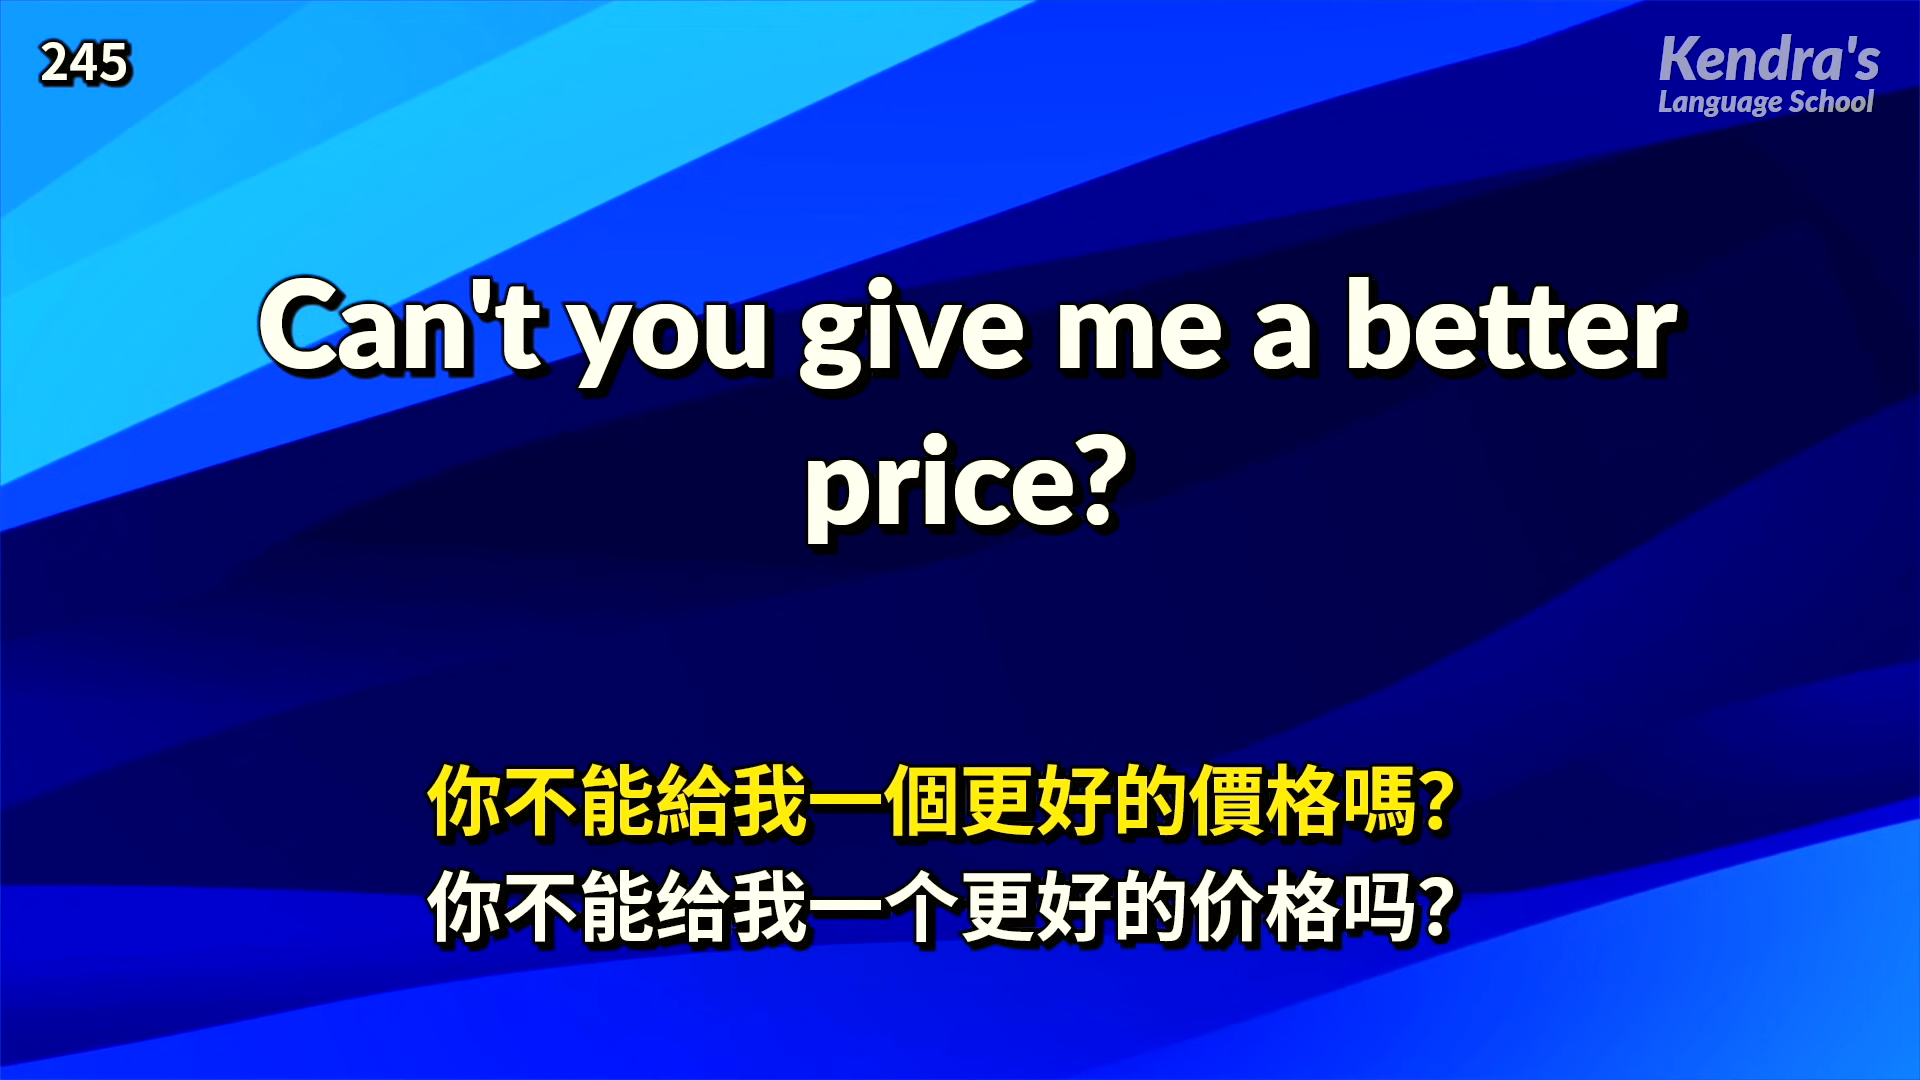 245
Kendra's
Language School
Can't you give me a better
price?
你不能給我一個更好的價格嗎?
你不能给我一个更好的价格吗?